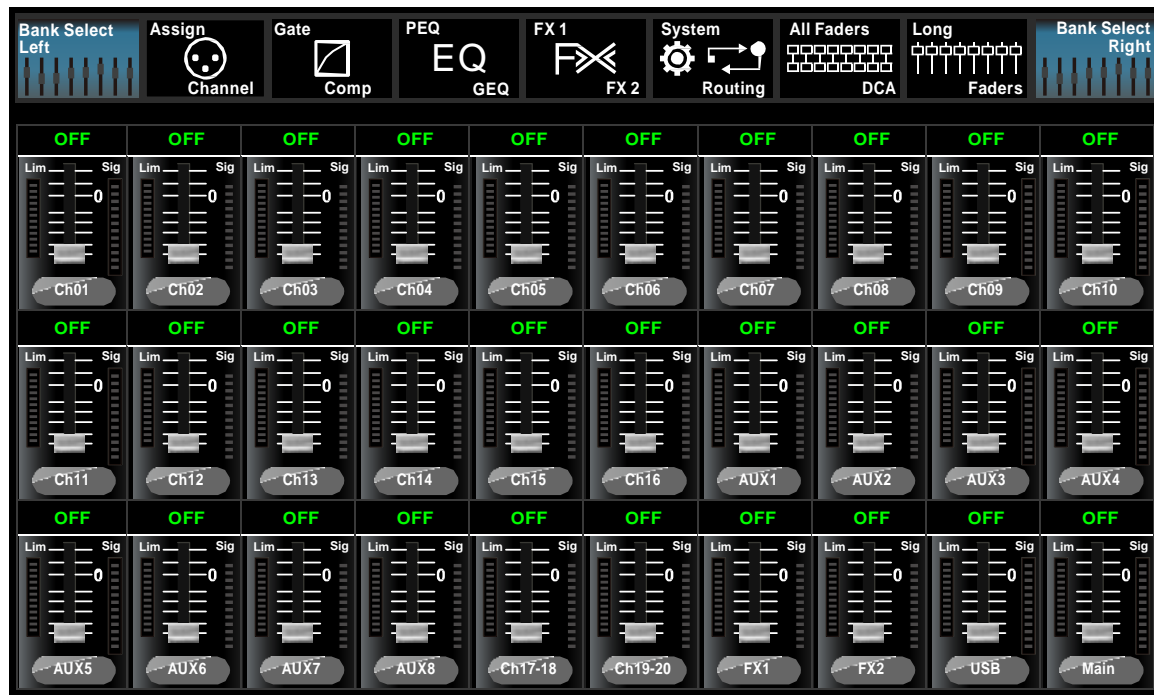 Bank Select
Left
Assign
Channel
Gate
Comp
PEQ
EQ
GEQ
FX 1
FX
FX 2
System
Routing
All Faders
DCA
Long
Faders
Bank Select
Right
OFF OFF OFF OFF OFF OFF OFF OFF OFF OFF
Lim Sig Lim Sig Lim Sig Lim Sig Lim Sig Lim Sig Lim Sig Lim Sig Lim Sig Lim Sig
0 0 0 0 0 0 0 0 0 0
Ch01 Ch02 Ch03 Ch04 Ch05 Ch06 Ch07 Ch08 Ch09 Ch10
OFF OFF OFF OFF OFF OFF OFF OFF OFF OFF
Lim Sig Lim Sig Lim Sig Lim Sig Lim Sig Lim Sig Lim Sig Lim Sig Lim Sig Lim Sig
0 0 0 0 0 0 0 0 0 0
Ch11 Ch12 Ch13 Ch14 Ch15 Ch16 AUX1 AUX2 AUX3 AUX4
OFF OFF OFF OFF OFF OFF OFF OFF OFF OFF
Lim Sig Lim Sig Lim Sig Lim Sig Lim Sig Lim Sig Lim Sig Lim Sig Lim Sig Lim Sig
0 0 0 0 0 0 0 0 0 0
AUX5 AUX6 AUX7 AUX8 Ch17-18 Ch19-20 FX1 FX2 USB Main